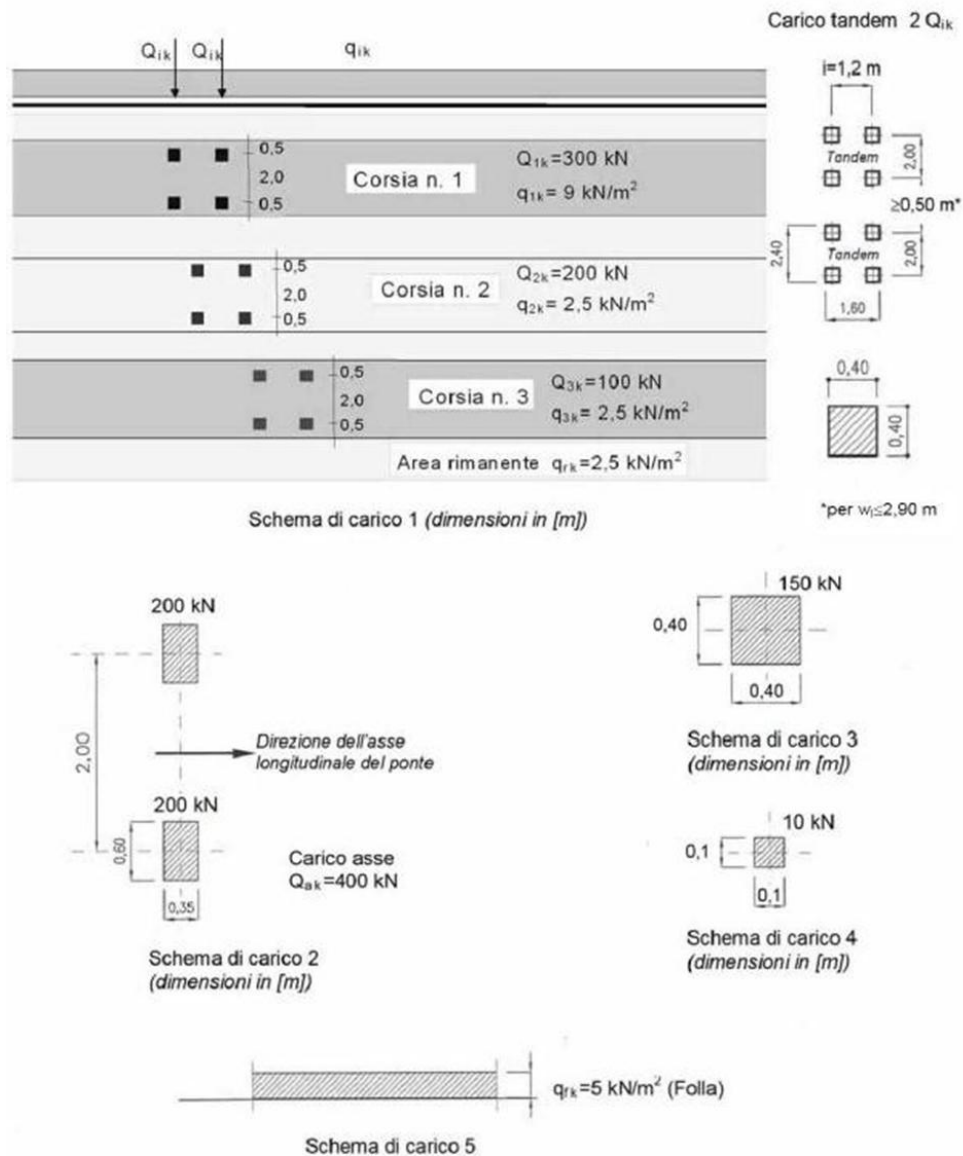 Carico tandem 2 Qik
Qik Qik qik
i=1,2 m
0,5
2,0
0,5
Corsia n. 1
Q1k=300 kN
q1k= 9 kN/m²
Tandem
2,00
≥0,50 m*
0,5
2,0
0,5
Corsia n. 2
Q2k=200 kN
q2k= 2,5 kN/m²
2,40
Tandem
2,00
1,60
0,5
2,0
0,5
Corsia n. 3
Q3k=100 kN
q3k= 2,5 kN/m²
0,40
0,40
Area rimanente qrk=2,5 kN/m²
Schema di carico 1 (dimensioni in [m])
*per wl≤2,90 m
200 kN
2,00
Direzione dell'asse
longitudinale del ponte
200 kN
0,60
0,35
Carico asse
Qak=400 kN
Schema di carico 2
(dimensioni in [m])
150 kN
0,40
0,40
Schema di carico 3
(dimensioni in [m])
10 kN
0,1
0,1
Schema di carico 4
(dimensioni in [m])
qfk=5 kN/m² (Folla)
Schema di carico 5